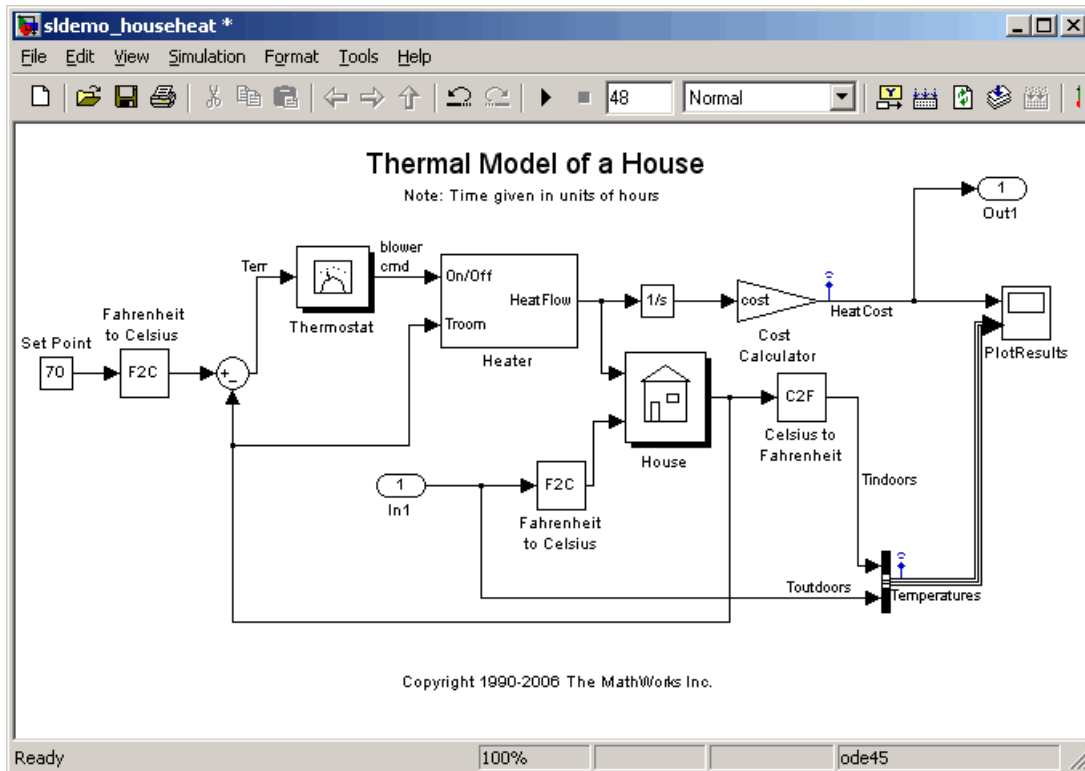 sldemo_househeat *
File Edit View Simulation Format Tools Help
48 Normal
Thermal Model of a House
Note: Time given in units of hours
1
Out1
blower
cmd
Terr
On/Off
HeatFlow
Troom
Heater
Thermostat
1/s
cost
HeatCost
Cost
Calculator
PlotResults
Fahrenheit
to Celsius
Set Point
70
F2C
+
-
House
C2F
Celsius to
Fahrenheit
1
In1
F2C
Fahrenheit
to Celsius
Tindoors
Toutdoors
Temperatures
Copyright 1990-2006 The MathWorks Inc.
Ready 100% ode45